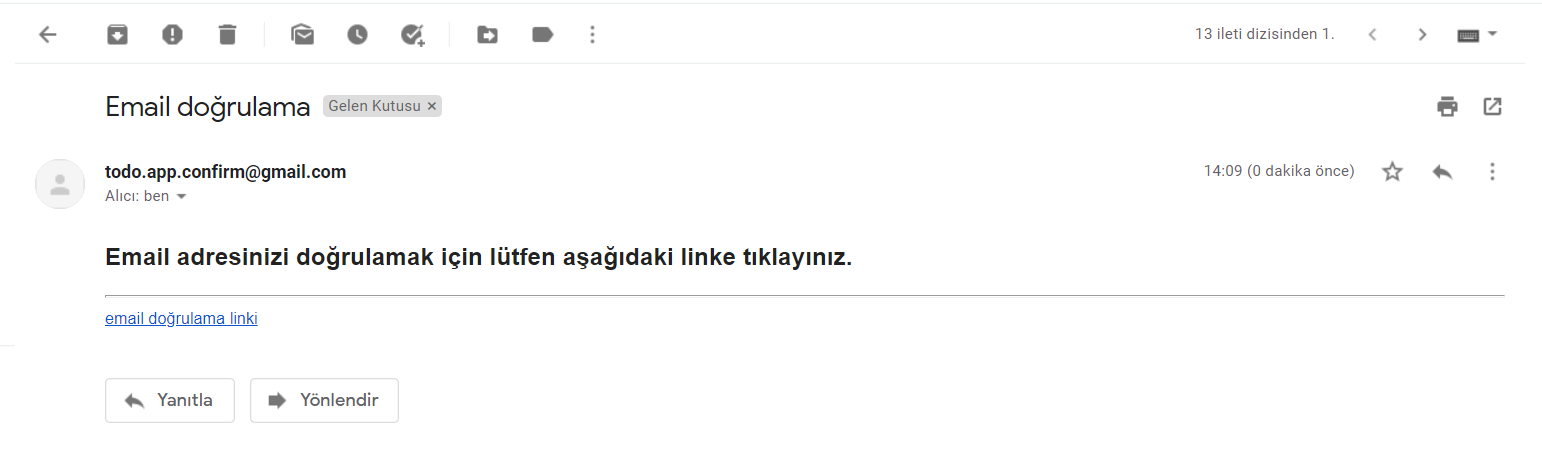 13 ileti dizisinden 1.
Email doğrulama Gelen Kutusu ×
todo.app.confirm@gmail.com 14:09 (0 dakika önce)
Alıcı: ben
Email adresinizi doğrulamak için lütfen aşağıdaki linke tıklayınız.
email doğrulama linki
Yanıtla Yönlendir